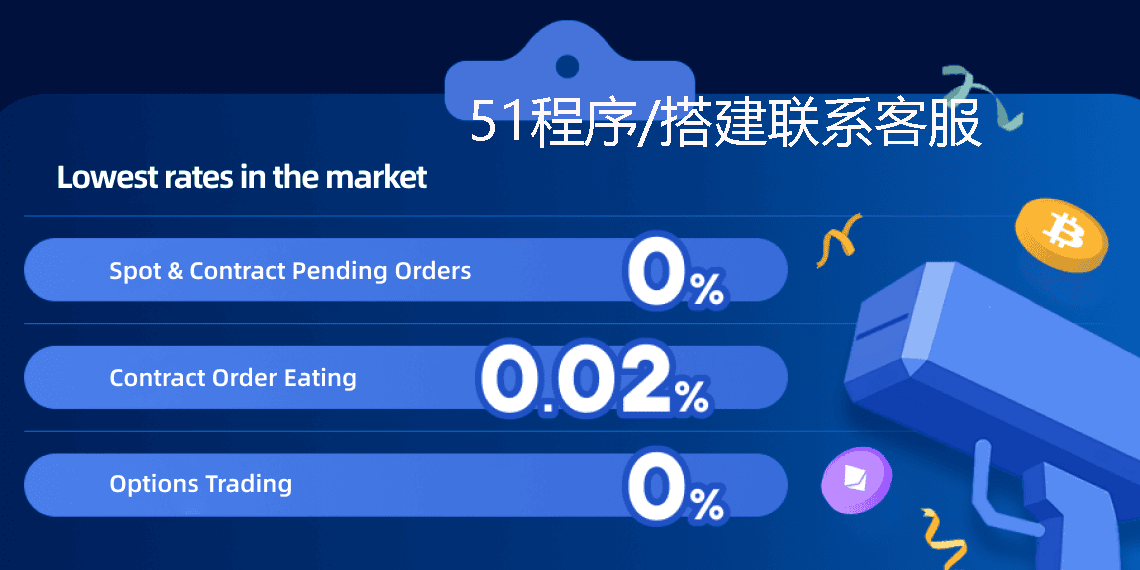 51程序/搭建联系客服
Lowest rates in the market
Spot & Contract Pending Orders 0%
Contract Order Eating 0.02%
Options Trading 0%